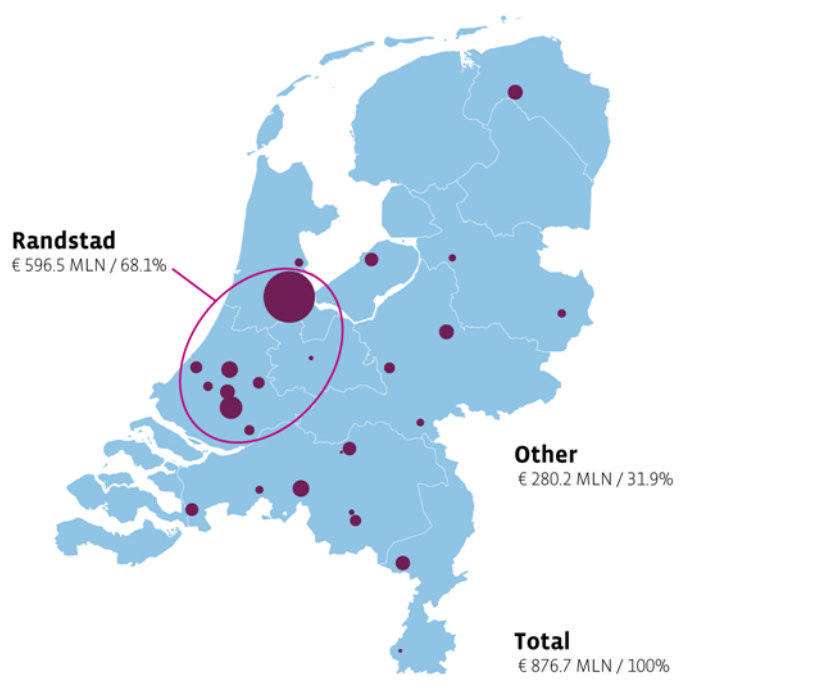 Randstad
€ 596.5 MLN / 68.1%
Other
€ 280.2 MLN / 31.9%
Total
€ 876.7 MLN / 100%